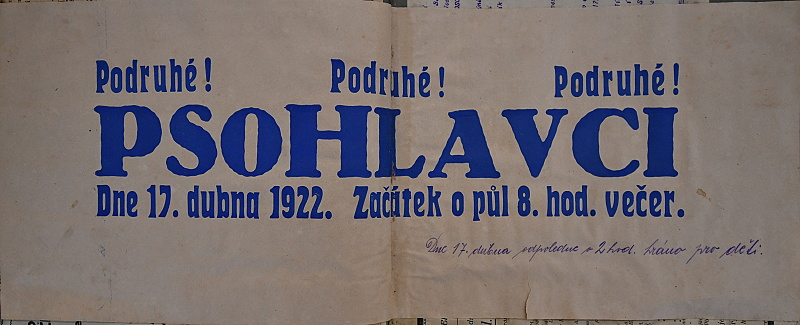 Podruhé! Podruhé! Podruhé!
PSOHLAVCI
Dne 17. dubna 1922. Začátek o půl 8. hod. večer.
Dne 17. dubna odpoledne o 2 hod. hráno pro děti.